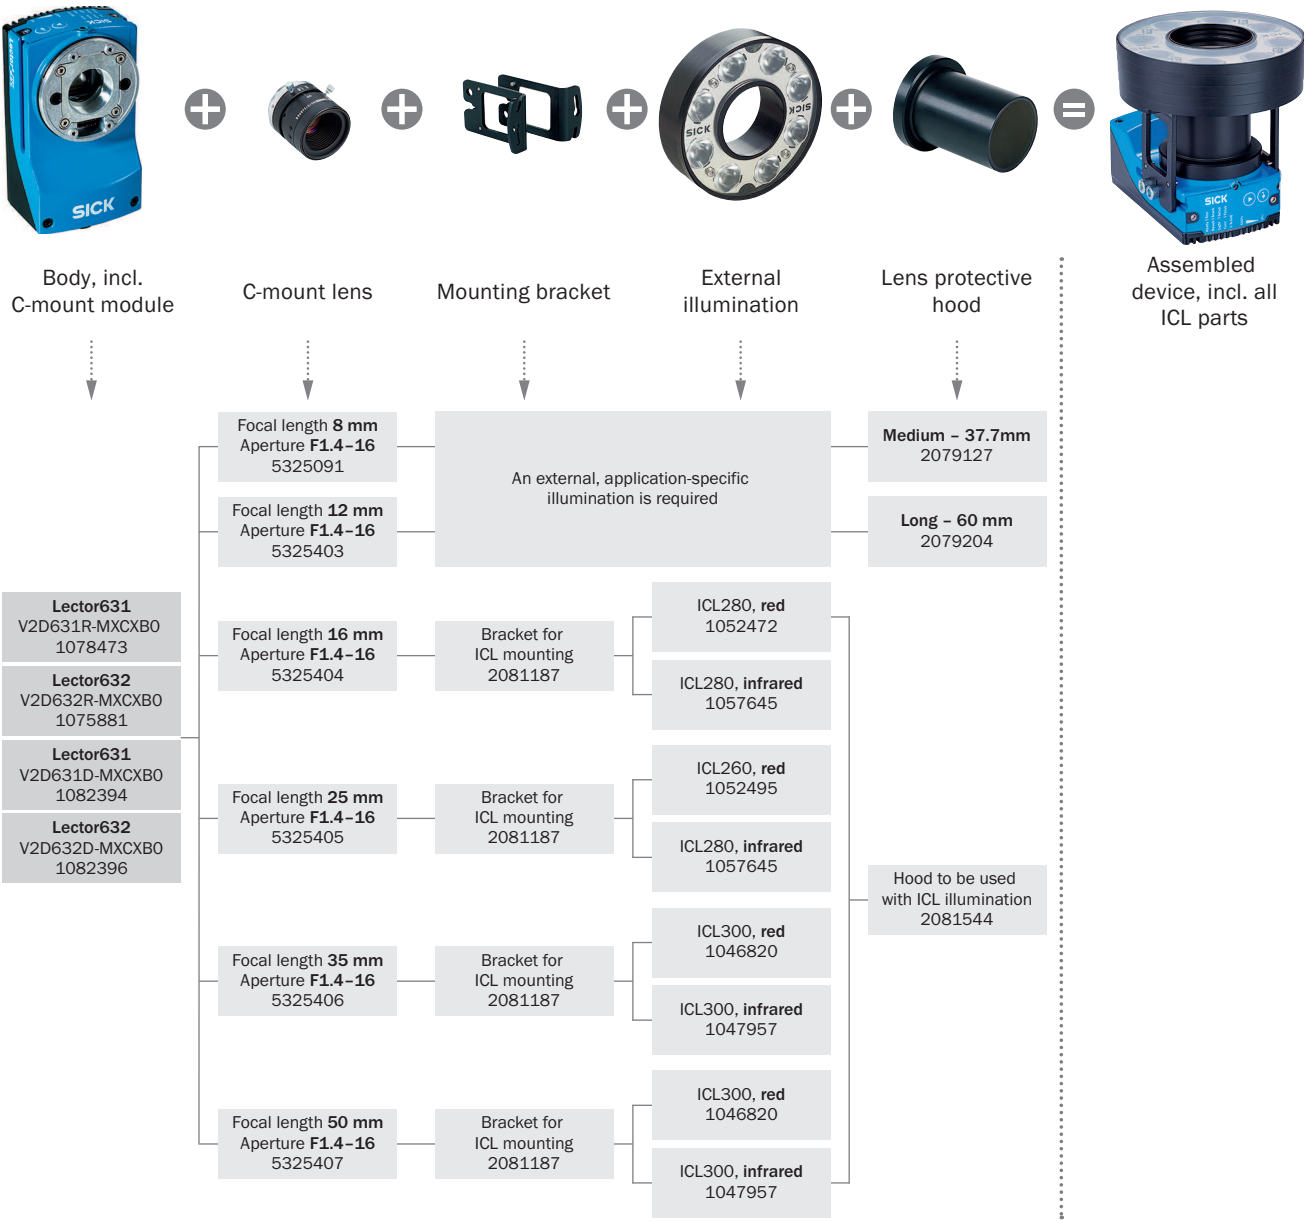 SICK
SICK
SICK
SICK
Body, incl.
C-mount module
C-mount lens
Mounting bracket
External
illumination
Lens protective
hood
Assembled
device, incl. all
ICL parts
Focal length 8 mm
Aperture F1.4–16
5325091
An external, application-specific
illumination is required
Medium – 37.7mm
2079127
Focal length 12 mm
Aperture F1.4–16
5325403
Long – 60 mm
2079204
Lector631
V2D631R-MXCXB0
1078473
Lector632
V2D632R-MXCXB0
1075881
Lector631
V2D631D-MXCXB0
1082394
Lector632
V2D632D-MXCXB0
1082396
Focal length 16 mm
Aperture F1.4–16
5325404
Bracket for
ICL mounting
2081187
ICL280, red
1052472
ICL280, infrared
1057645
Focal length 25 mm
Aperture F1.4–16
5325405
Bracket for
ICL mounting
2081187
ICL260, red
1052495
ICL280, infrared
1057645
Hood to be used
with ICL illumination
2081544
Focal length 35 mm
Aperture F1.4–16
5325406
Bracket for
ICL mounting
2081187
ICL300, red
1046820
ICL300, infrared
1047957
Focal length 50 mm
Aperture F1.4–16
5325407
Bracket for
ICL mounting
2081187
ICL300, red
1046820
ICL300, infrared
1047957